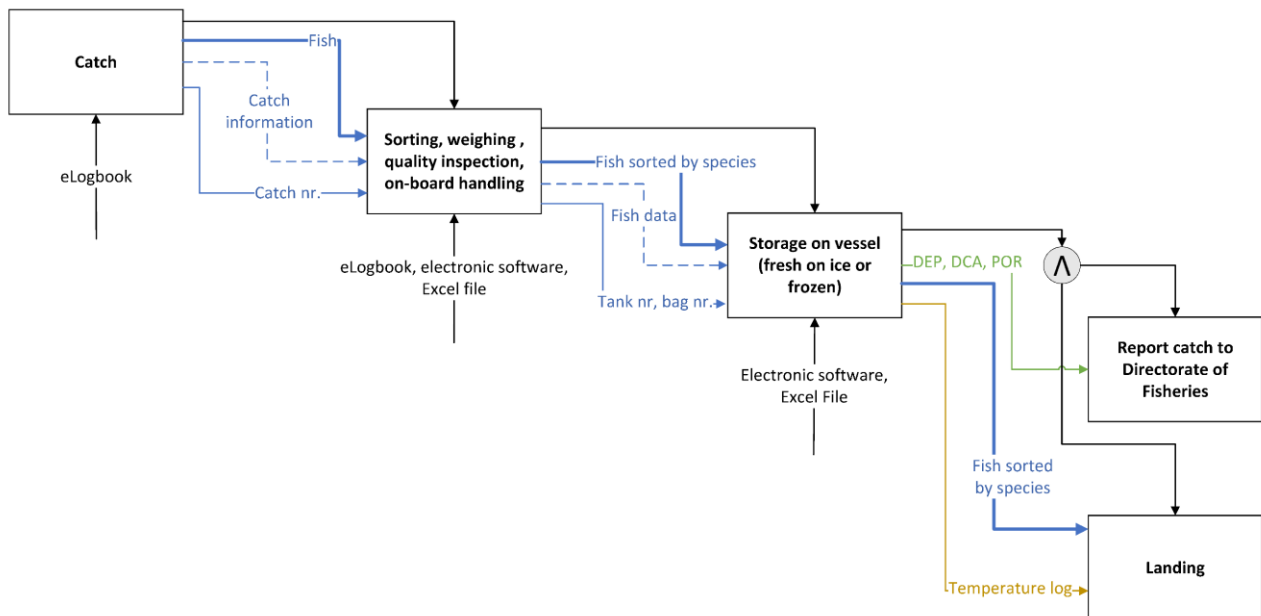 Catch
Fish
Catch
information
Catch nr.
eLogbook
Sorting, weighing ,
quality inspection,
on-board handling
Fish sorted by species
Fish data
Tank nr, bag nr.
eLogbook, electronic software,
Excel file
Storage on vessel
(fresh on ice or
frozen)
DEP, DCA, POR
Λ
Electronic software,
Excel File
Report catch to
Directorate of
Fisheries
Fish sorted
by species
Temperature log
Landing